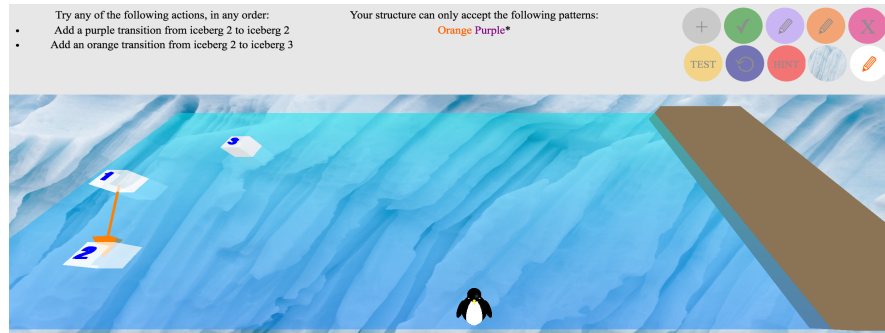 Try any of the following actions, in any order:
Add a purple transition from iceberg 2 to iceberg 2
Add an orange transition from iceberg 2 to iceberg 3
Your structure can only accept the following patterns:
Orange Purple*
+
X
TEST
HINT
3
1
2